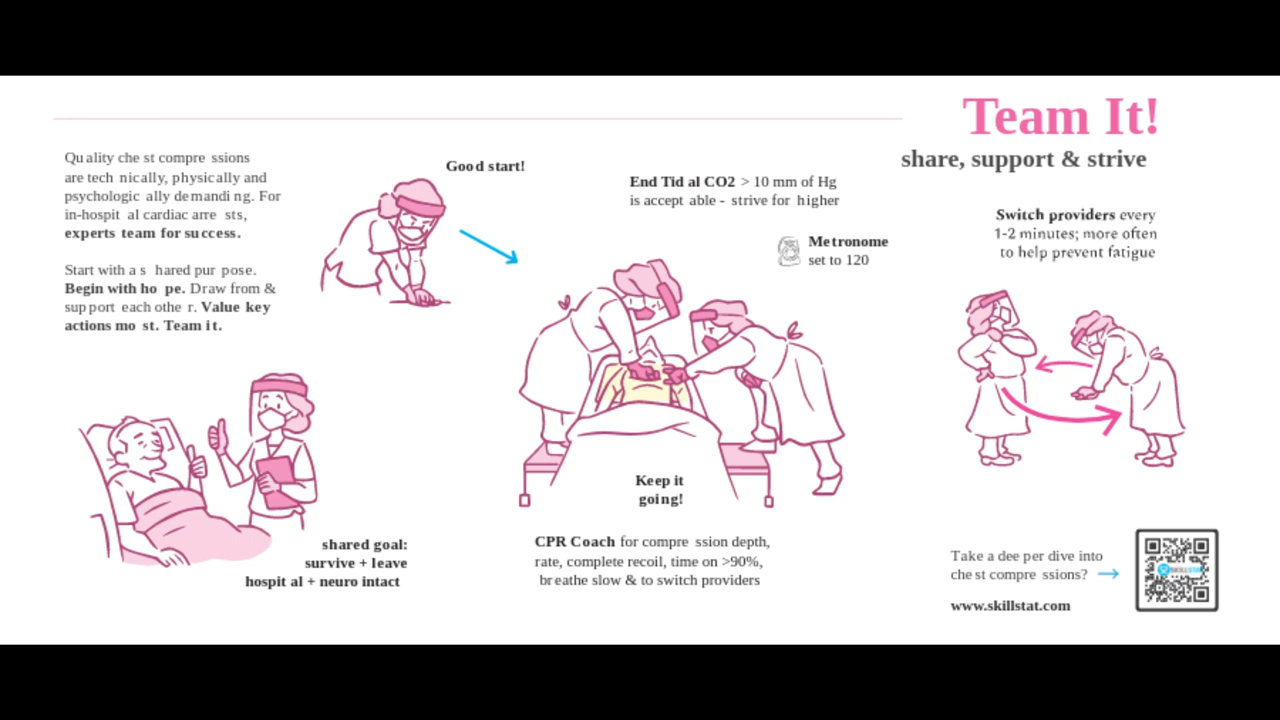 Team It!
share, support & strive
Quality chest compressions
are technically, physically and
psychologically demanding. For
in-hospital cardiac arrests,
experts team for success.
Start with a shared purpose.
Begin with hope. Draw from &
support each other. Value key
actions most. Team it.
Good start!
End Tidal CO2 > 10 mm of Hg
is acceptable - strive for higher
Metronome
set to 120
Switch providers every
1-2 minutes; more often
to help prevent fatigue
Keep it
going!
shared goal:
survive + leave
hospital + neuro intact
CPR Coach for compression depth,
rate, complete recoil, time on >90%,
breathe slow & to switch providers
Take a deeper dive into
chest compressions?
www.skillstat.com
SKILLSTAT